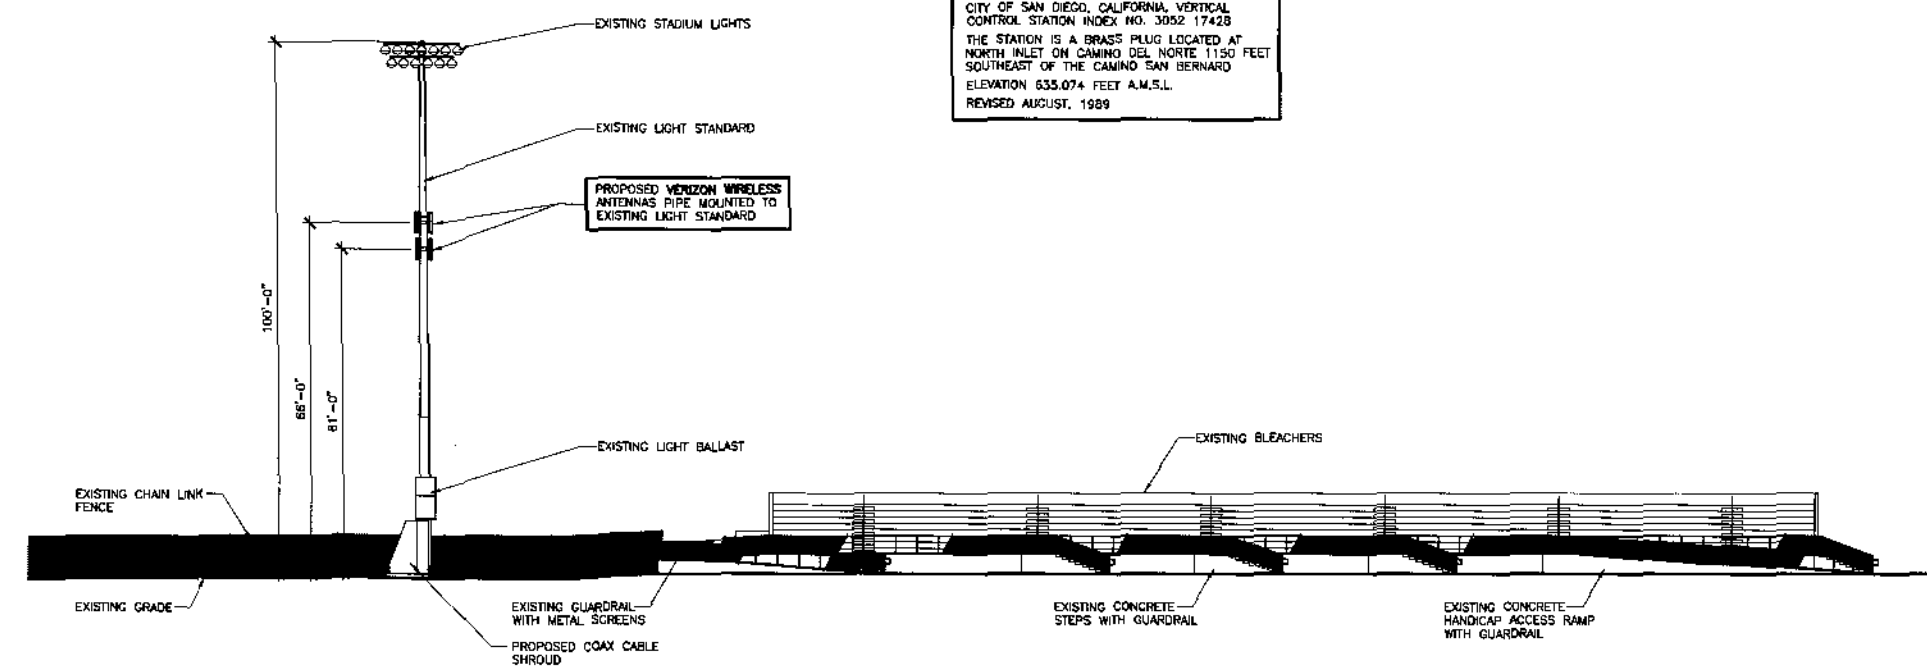 CITY OF SAN DIEGO, CALIFORNIA, VERTICAL
CONTROL STATION INDEX NO. 3052 17428
THE STATION IS A BRASS PLUG LOCATED AT
NORTH INLET ON CAMINO DEL NORTE 1150 FEET
SOUTHEAST OF THE CAMINO SAN BERNARD
ELEVATION 635.074 FEET A.M.S.L.
REVISED AUGUST, 1989
EXISTING STADIUM LIGHTS
EXISTING LIGHT STANDARD
PROPOSED VERIZON WIRELESS
ANTENNAS PIPE MOUNTED TO
EXISTING LIGHT STANDARD
100'-0"
66'-0"
61'-0"
EXISTING LIGHT BALLAST
EXISTING BLEACHERS
EXISTING CHAIN LINK
FENCE
EXISTING GRADE
EXISTING GUARDRAIL
WITH METAL SCREENS
PROPOSED COAX CABLE
SHROUD
EXISTING CONCRETE
STEPS WITH GUARDRAIL
EXISTING CONCRETE
HANDICAP ACCESS RAMP
WITH GUARDRAIL